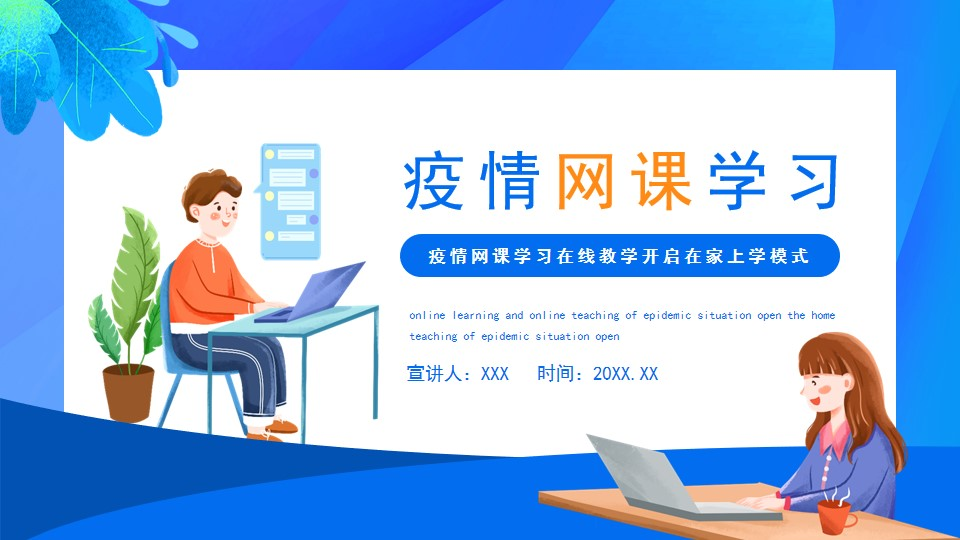 疫情网课学习
疫情网课学习在线教学开启在家上学模式
online learning and online teaching of epidemic situation open the home
teaching of epidemic situation open
宣讲人：XXX 时间：20XX.XX